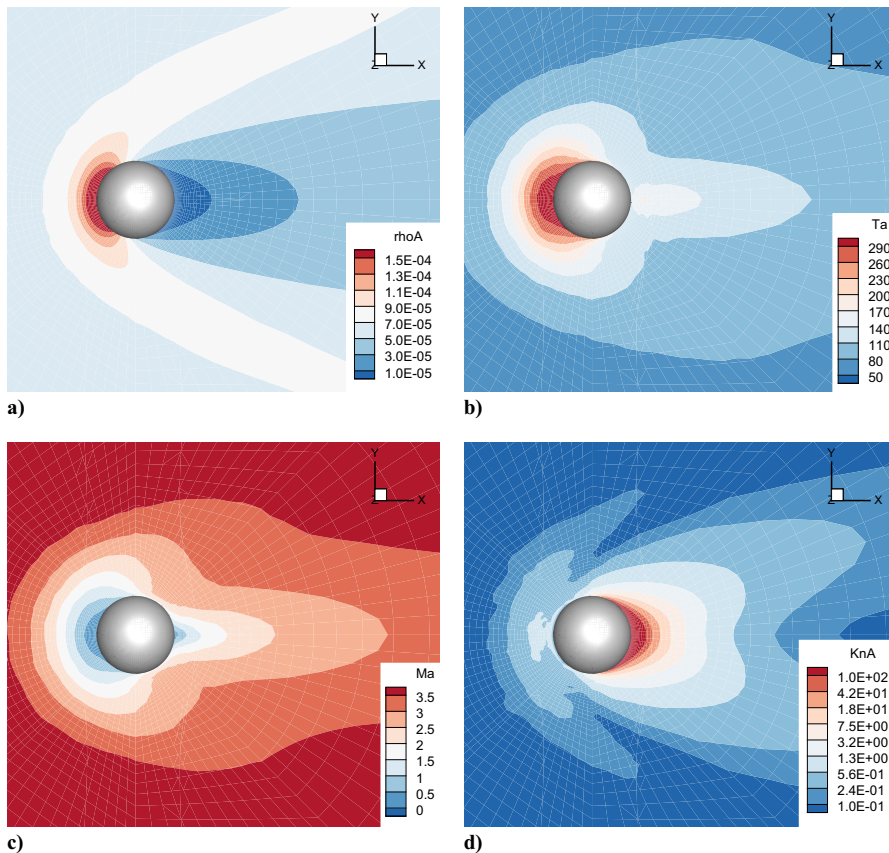 Y
Z X
rhoA
1.5E-04
1.3E-04
1.1E-04
9.0E-05
7.0E-05
5.0E-05
3.0E-05
1.0E-05
a)
Y
Z X
Ta
290
260
230
200
170
140
110
80
50
b)
Y
Z X
Ma
3.5
3
2.5
2
1.5
1
0.5
0
c)
Y
Z X
KnA
1.0E+02
4.2E+01
1.8E+01
7.5E+00
3.2E+00
1.3E+00
5.6E-01
2.4E-01
1.0E-01
d)